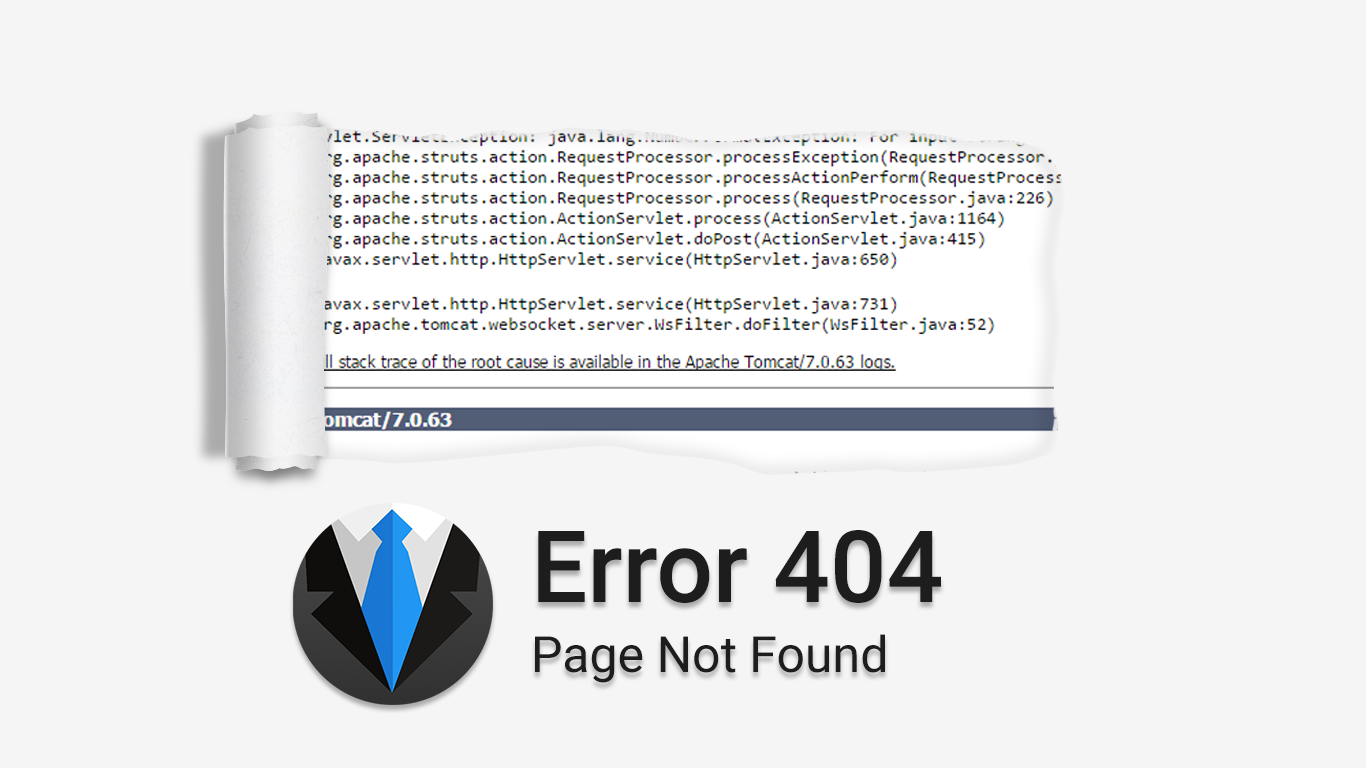 vlet.ServletException: java.lang.NumberFormatException: For input
rg.apache.struts.action.RequestProcessor.processException(RequestProcessor.
rg.apache.struts.action.RequestProcessor.processActionPerform(RequestProcess
rg.apache.struts.action.RequestProcessor.process(RequestProcessor.java:226)
rg.apache.struts.action.ActionServlet.process(ActionServlet.java:1164)
rg.apache.struts.action.ActionServlet.doPost(ActionServlet.java:415)
avax.servlet.http.HttpServlet.service(HttpServlet.java:650)
avax.servlet.http.HttpServlet.service(HttpServlet.java:731)
rg.apache.tomcat.websocket.server.WsFilter.doFilter(WsFilter.java:52)
ll stack trace of the root cause is available in the Apache Tomcat/7.0.63 logs.
omcat/7.0.63
Error 404
Page Not Found